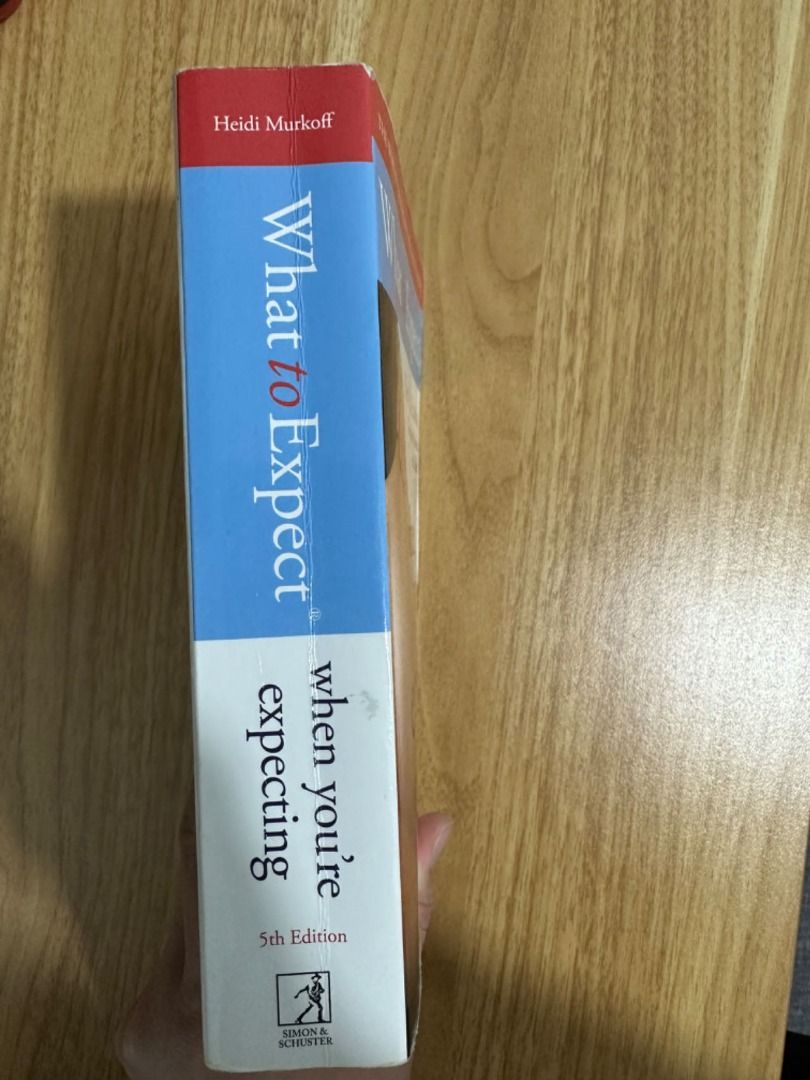 Heidi Murkoff
What to Expect®
when you're
expecting
5th Edition
SIMON &
SCHUSTER